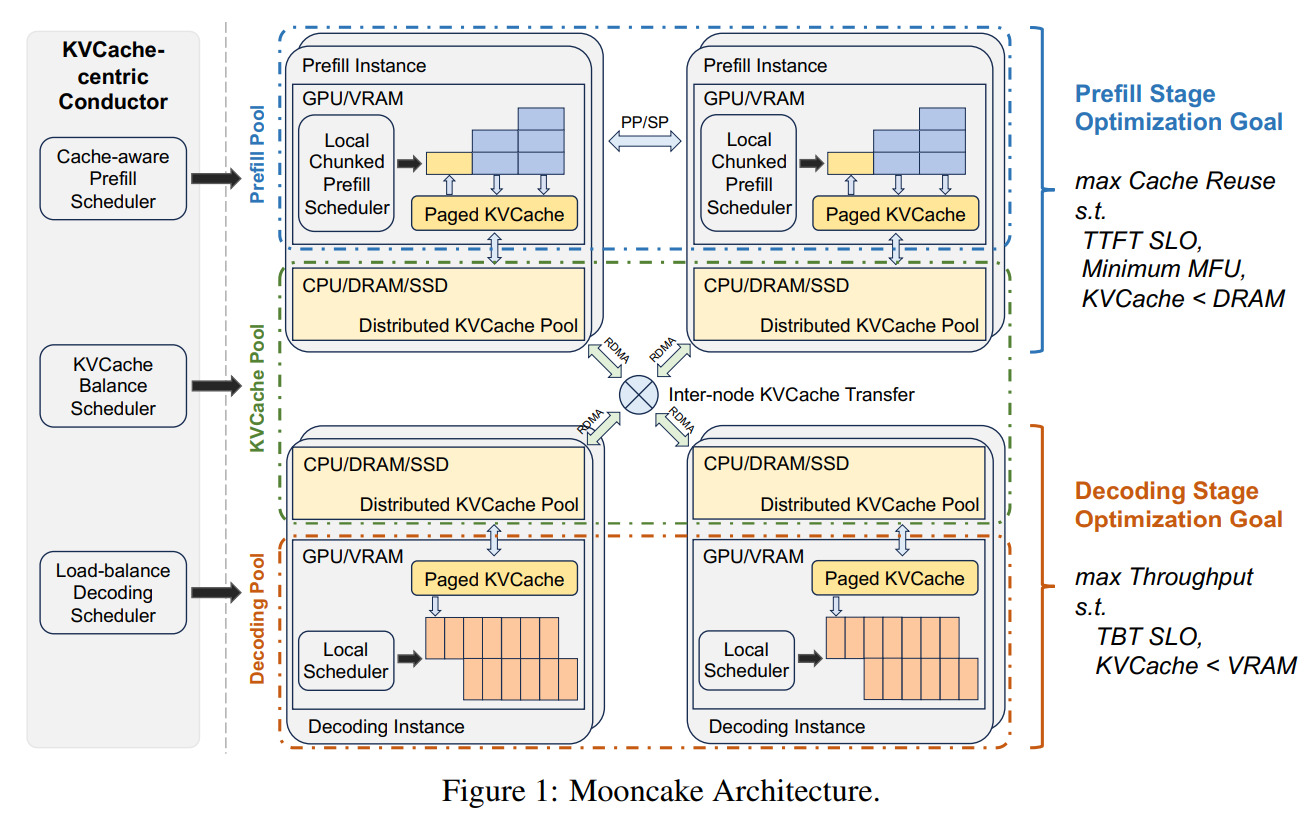 KVCache-
centric
Conductor
Cache-aware
Prefill
Scheduler
KVCache
Balance
Scheduler
Load-balance
Decoding
Scheduler
Prefill Pool
KVCache Pool
Decoding Pool
Prefill Instance
GPU/VRAM
Local
Chunked
Prefill
Scheduler
Paged KVCache
CPU/DRAM/SSD
Distributed KVCache Pool
PP/SP
Prefill Instance
GPU/VRAM
Local
Chunked
Prefill
Scheduler
Paged KVCache
CPU/DRAM/SSD
Distributed KVCache Pool
RDMA
RDMA
Inter-node KVCache Transfer
RDMA
RDMA
CPU/DRAM/SSD
Distributed KVCache Pool
GPU/VRAM
Paged KVCache
Local
Scheduler
Decoding Instance
CPU/DRAM/SSD
Distributed KVCache Pool
GPU/VRAM
Paged KVCache
Local
Scheduler
Decoding Instance
Prefill Stage
Optimization Goal
max Cache Reuse
s.t.
TTFT SLO,
Minimum MFU,
KVCache < DRAM
Decoding Stage
Optimization Goal
max Throughput
s.t.
TBT SLO,
KVCache < VRAM
Figure 1: Mooncake Architecture.